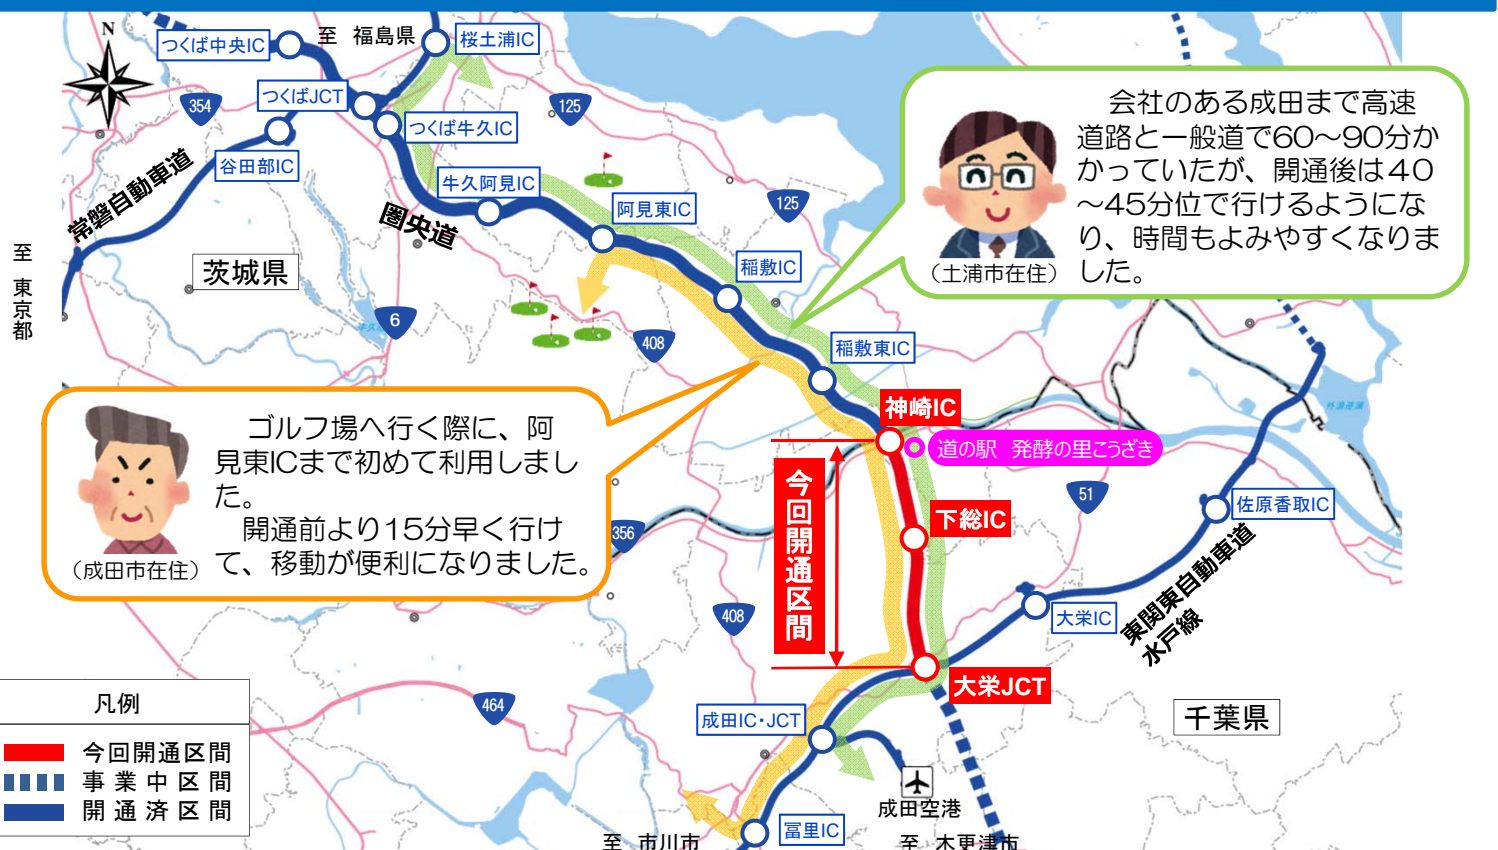 N
つくば中央IC
至 福島県
桜土浦IC
354
つくばJCT
125
つくば牛久IC
谷田部IC
常磐自動車道
牛久阿見IC
圏央道
阿見東IC
125
至 東京都
茨城県
稲敷IC
6
408
稲敷東IC
会社のある成田まで高速
道路と一般道で60～90分か
かっていたが、開通後は40
～45分位で行けるようにな
り、時間もよみやすくなりま
した。
（土浦市在住）
ゴルフ場へ行く際に、阿
見東ICまで初めて利用しまし
た。
開通前より15分早く行け
て、移動が便利になりました。
（成田市在住）
神崎IC
道の駅 発酵の里こうざき
今回開通区間
下総IC
51
佐原香取IC
356
408
大栄IC
東関東自動車道
水戸線
外浪逆浦
大栄JCT
464
成田IC・JCT
千葉県
成田空港
冨里IC
至 市川市
至 木更津市
凡例
今回開通区間
事業中区間
開通済区間